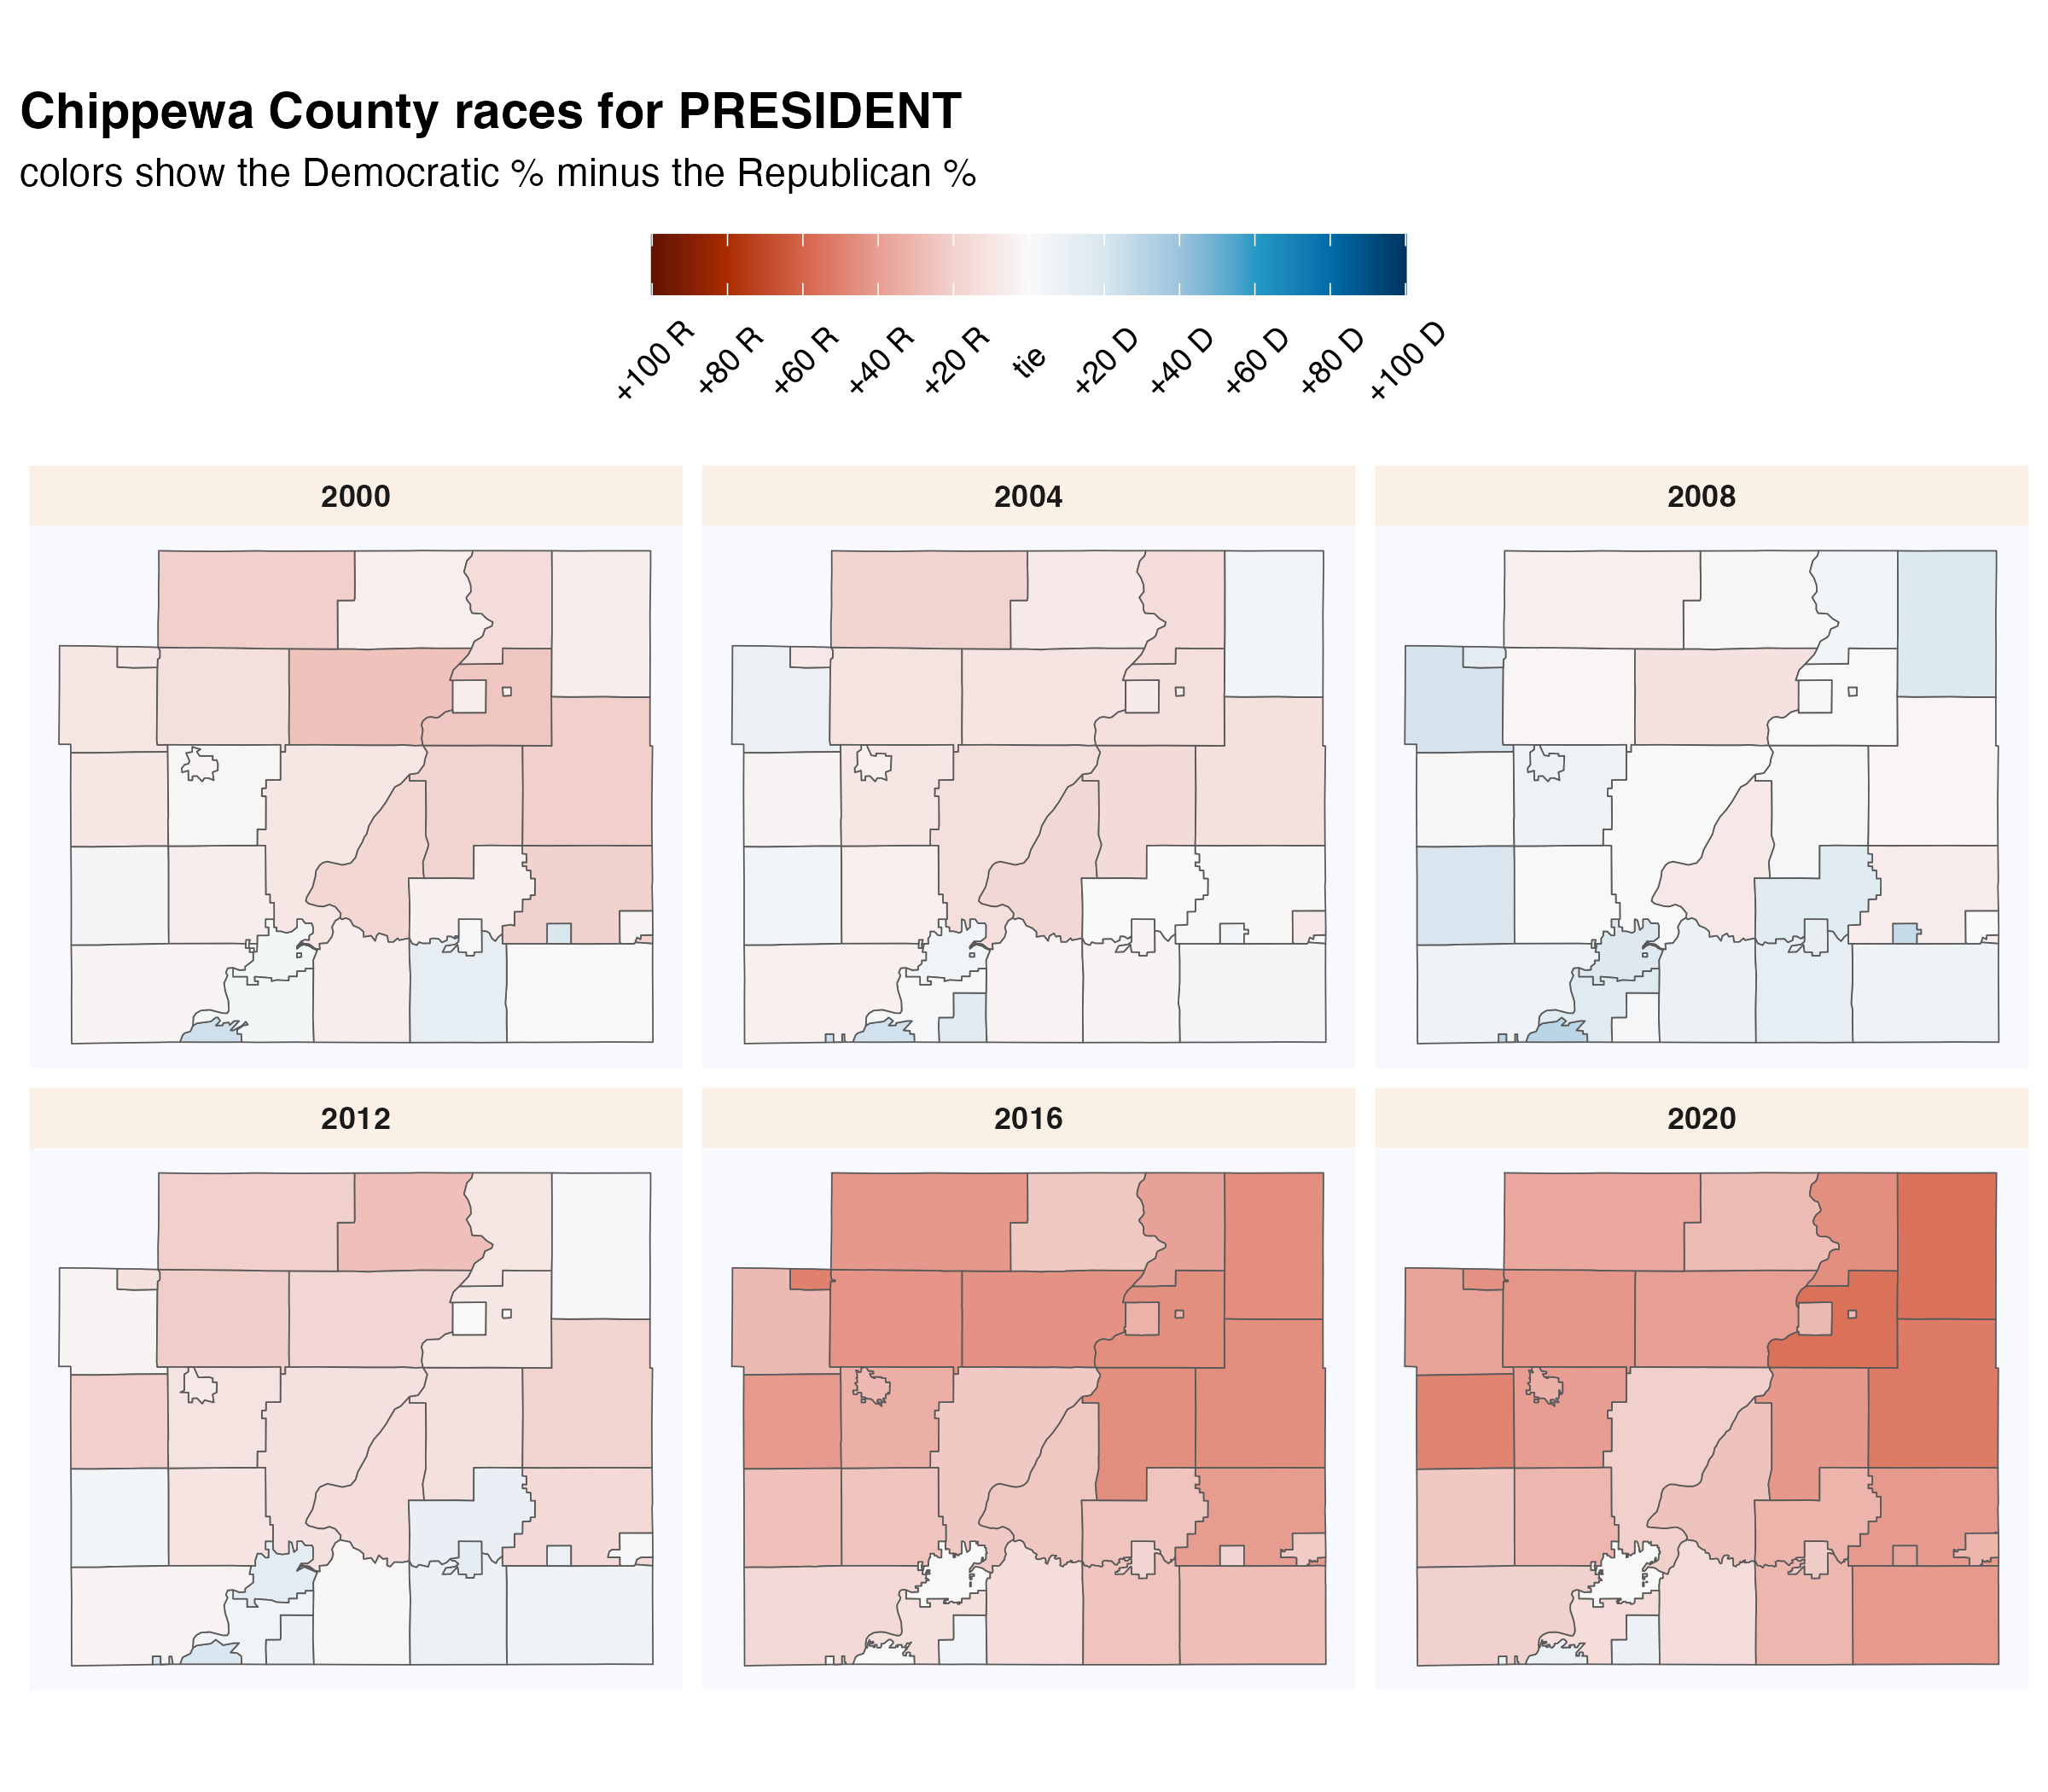 Chippewa County races for PRESIDENT
colors show the Democratic % minus the Republican %
+100 R
+80 R
+60 R
+40 R
+20 R
tie
+20 D
+40 D
+60 D
+80 D
+100 D
2000
2004
2008
2012
2016
2020